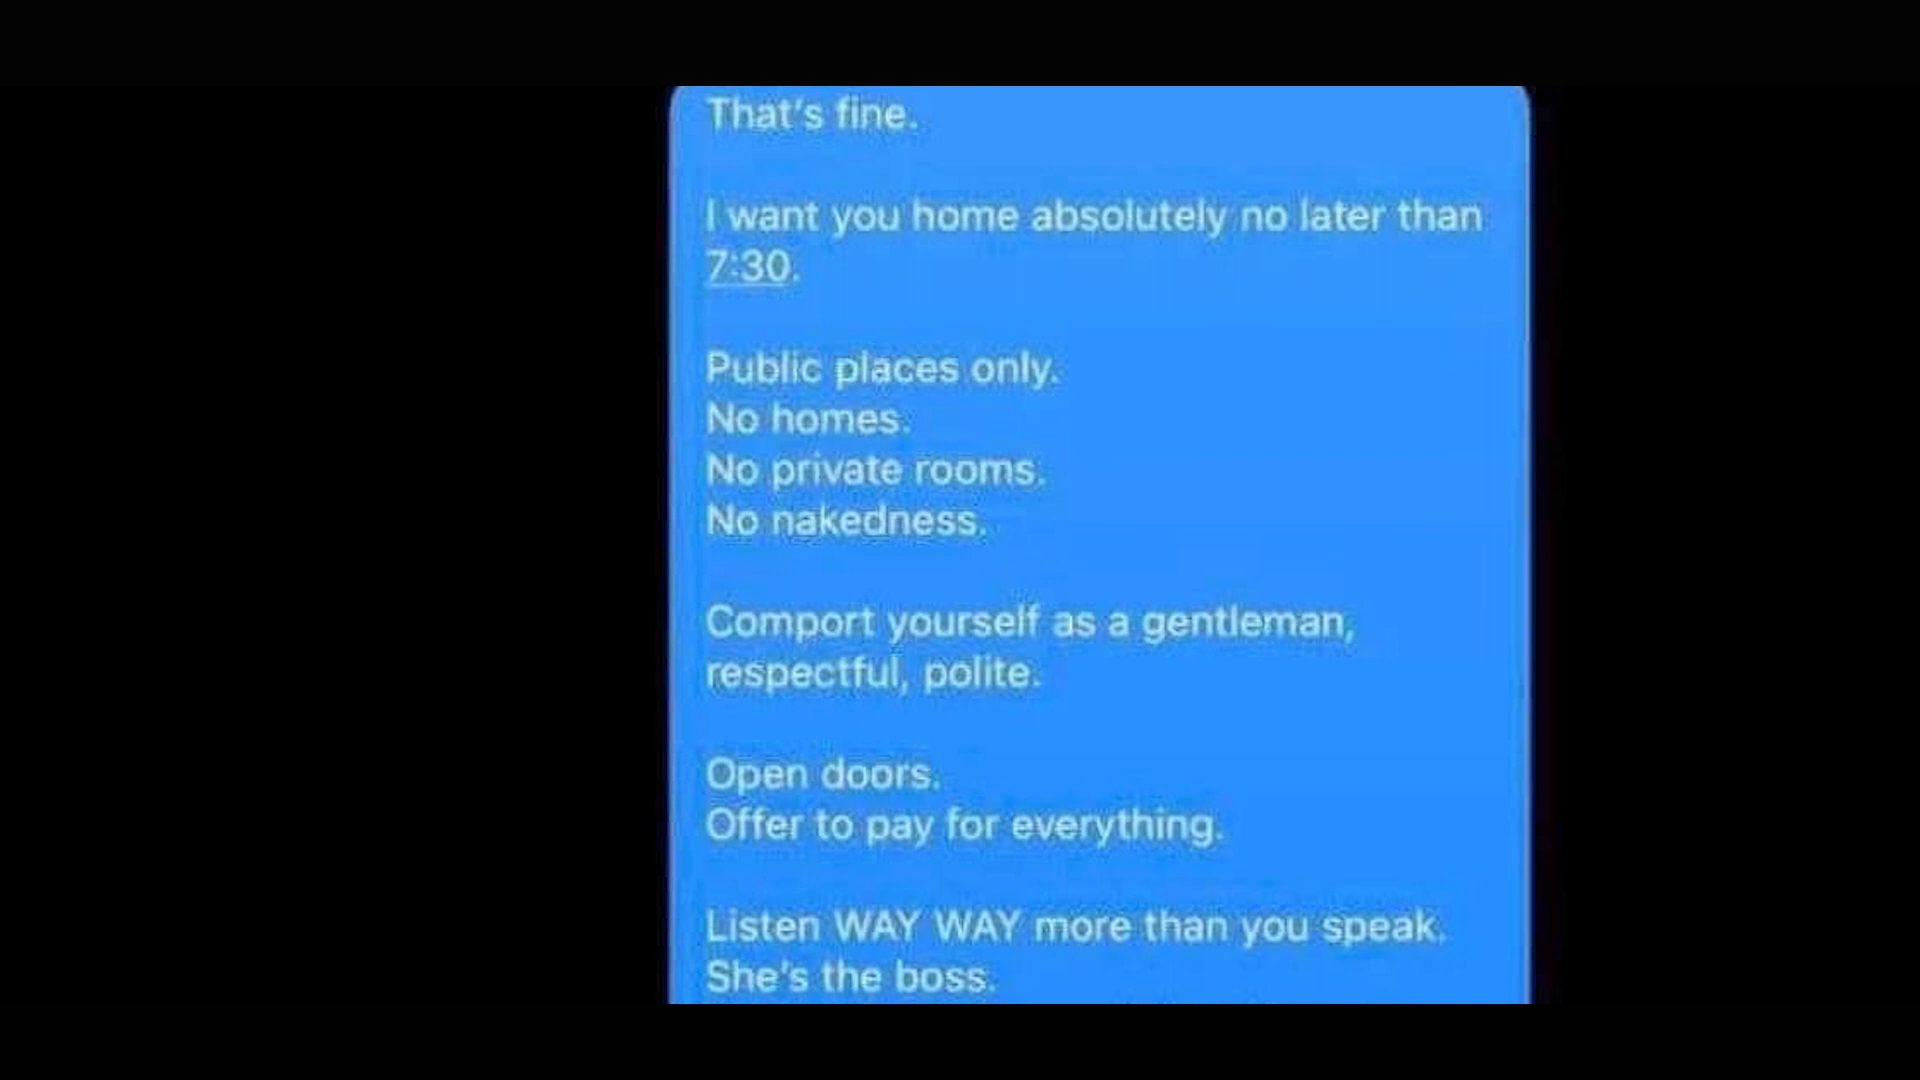 That's fine.
I want you home absolutely no later than
7:30.
Public places only.
No homes.
No private rooms.
No nakedness.
Comport yourself as a gentleman,
respectful, polite.
Open doors.
Offer to pay for everything.
Listen WAY WAY more than you speak.
She's the boss.